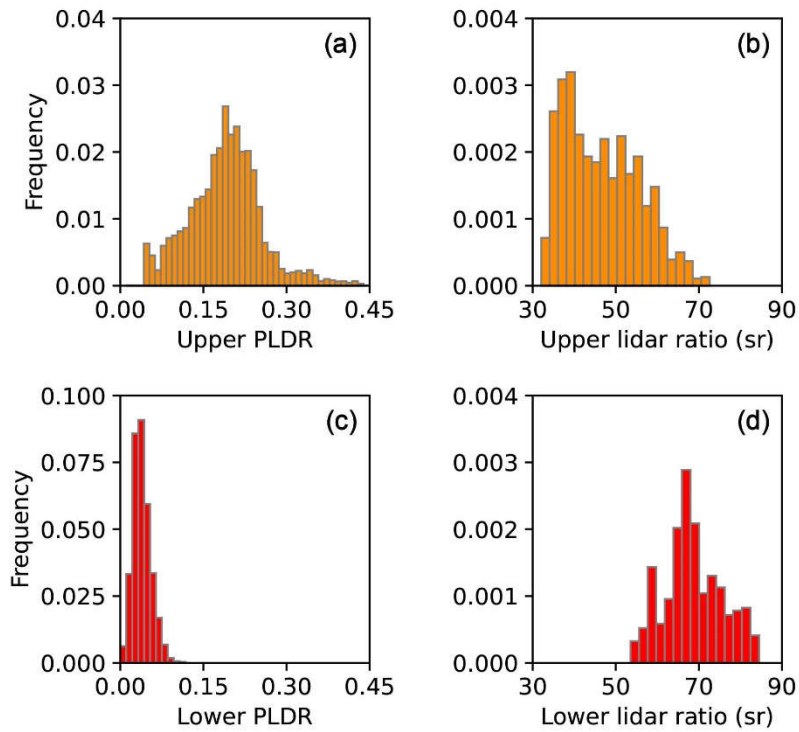 (a)
Frequency
0.04
0.03
0.02
0.01
0.00
0.00 0.15 0.30 0.45
Upper PLDR
(b)
0.004
0.003
0.002
0.001
0.000
30 50 70 90
Upper lidar ratio (sr)
(c)
Frequency
0.100
0.075
0.050
0.025
0.000
0.00 0.15 0.30 0.45
Lower PLDR
(d)
0.004
0.003
0.002
0.001
0.000
30 50 70 90
Lower lidar ratio (sr)